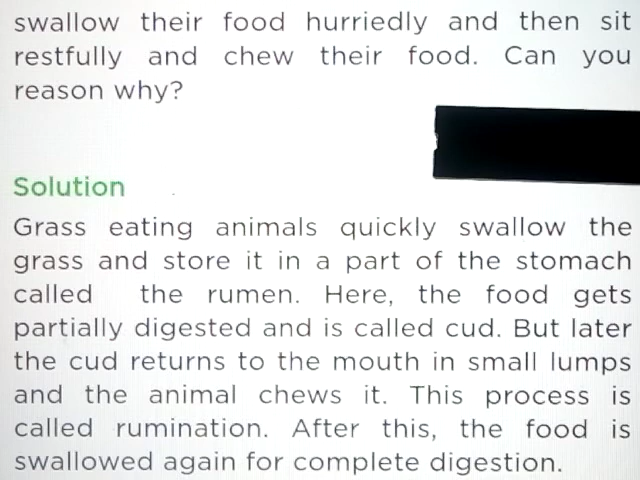 swallow their food hurriedly and then sit
restfully and chew their food. Can you
reason why?
Solution
Grass eating animals quickly swallow the
grass and store it in a part of the stomach
called the rumen. Here, the food gets
partially digested and is called cud. But later
the cud returns to the mouth in small lumps
and the animal chews it. This process is
called rumination. After this, the food is
swallowed again for complete digestion.